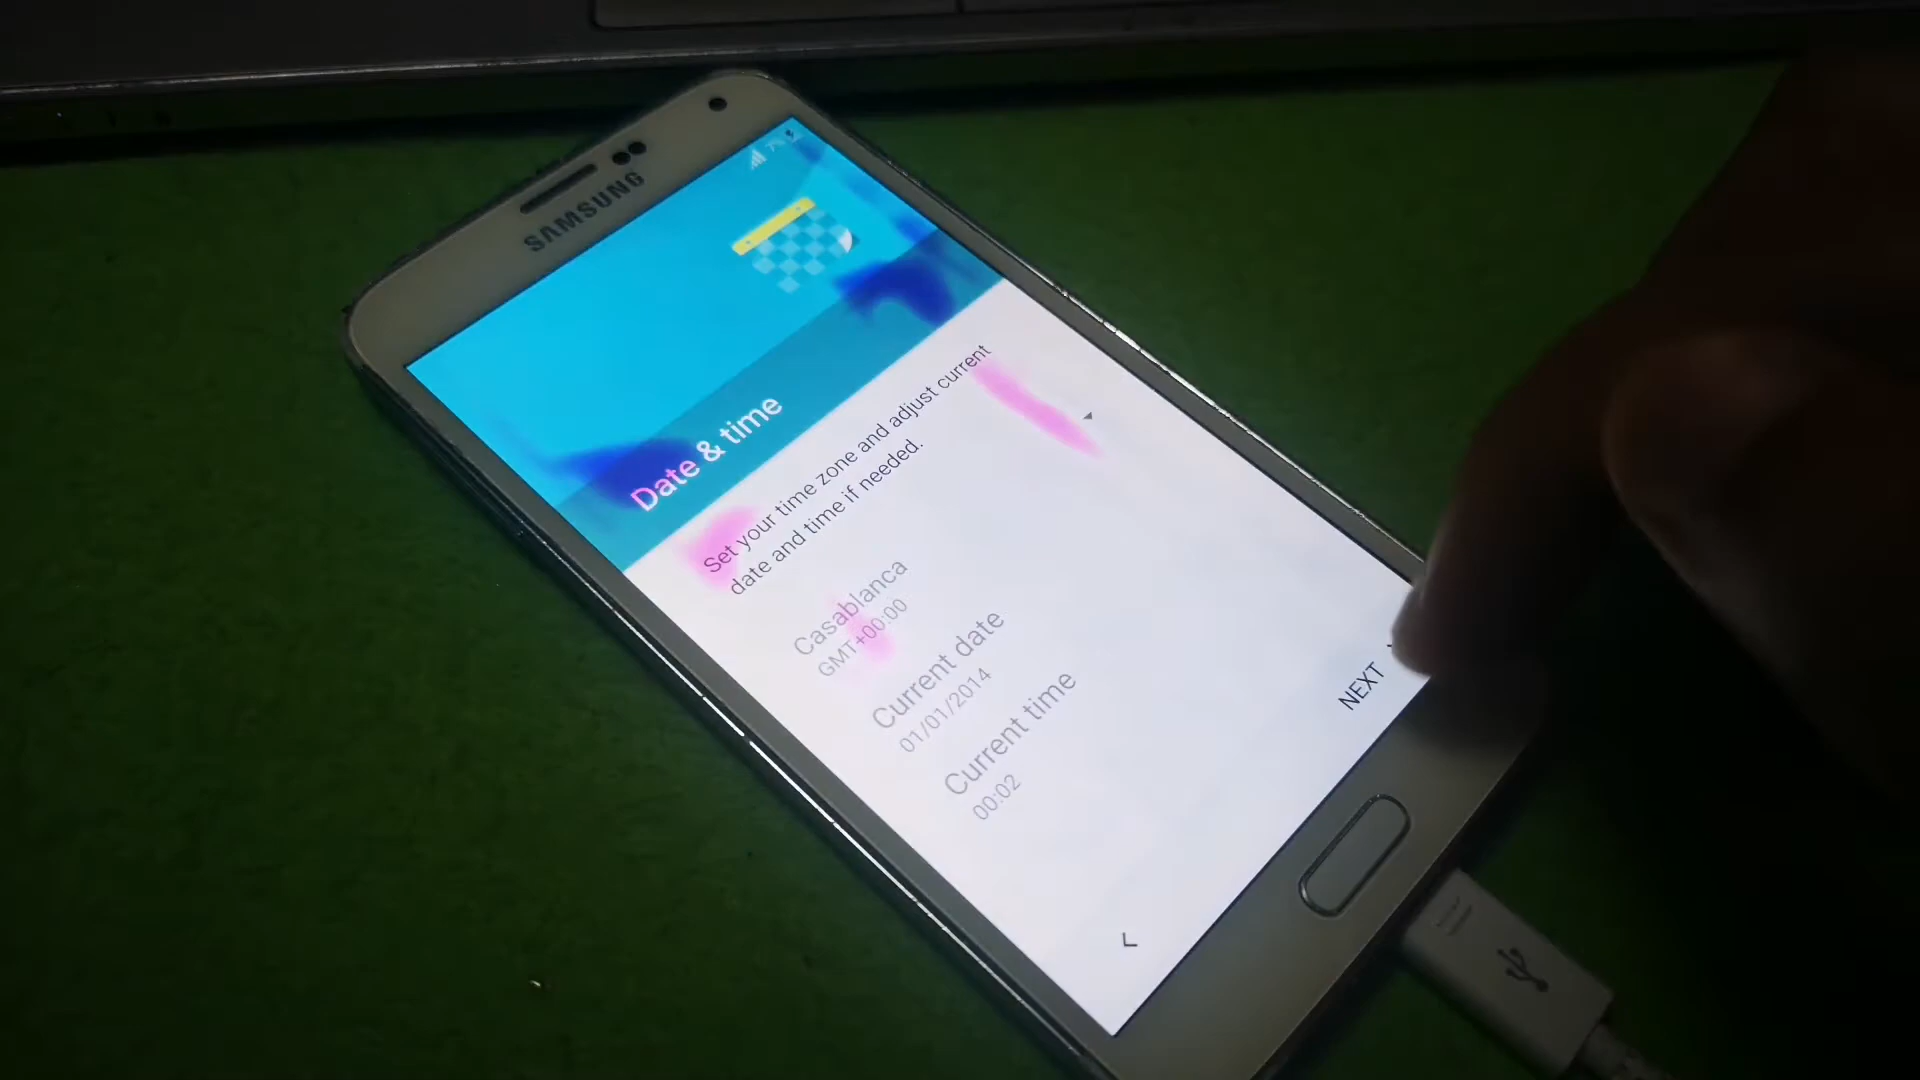 SAMSUNG
7%
Date & time
Set your time zone and adjust current
date and time if needed.
Casablanca
GMT+00:00
Current date
01/01/2014
Current time
00:02
NEXT